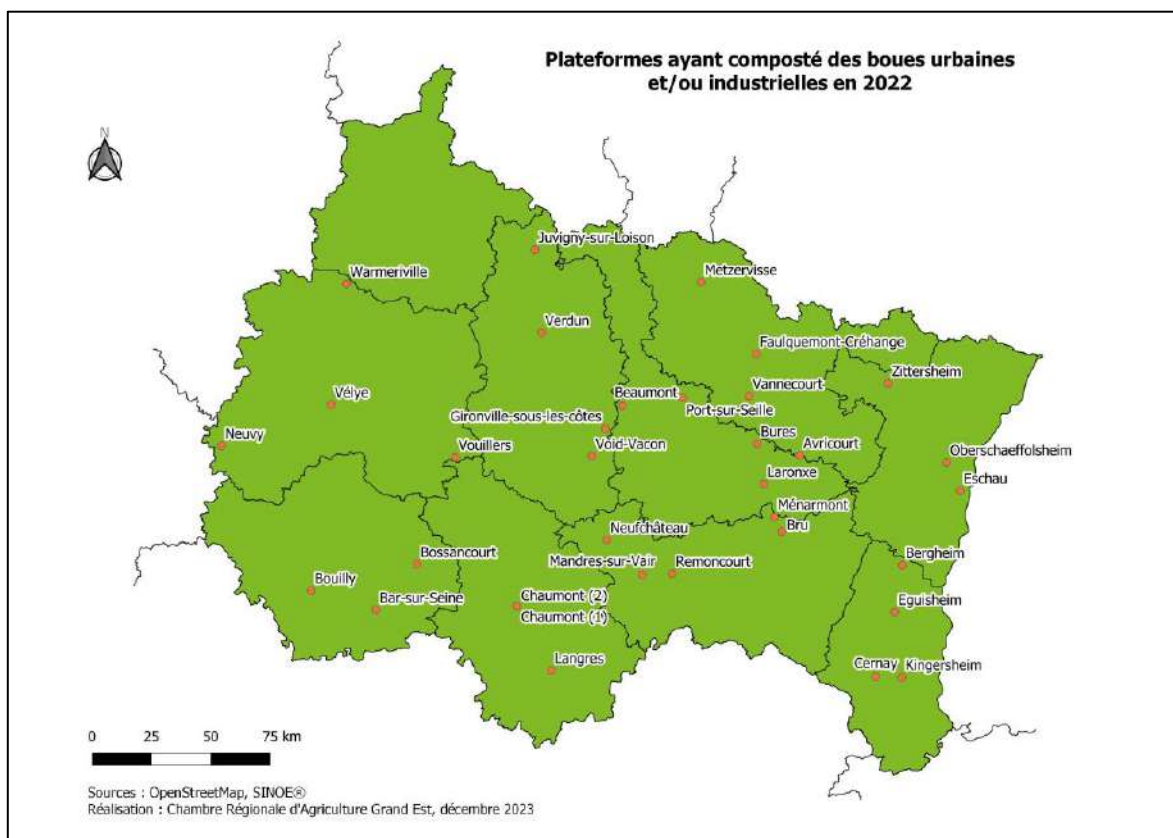 Plateformes ayant composté des boues urbaines
et/ou industrielles en 2022
N
Juvigny-sur-Loison
Metzervisse
Warmeriville
Verdun
Faulquemont-Créhange
Zittersheim
Vannecourt
Beaumont
Port-sur-Seille
Vélye
Gironville-sous-les-côtes
Bures
Neuvy
Vouillers
Void-Vacon
Avricourt
Oberschaeffolsheim
Laronxe
Eschau
Ménarmont
Bru
Neufchâteau
Bossancourt
Mandres-sur-Vair
Remoncourt
Bergheim
Bouilly
Chaumont (2)
Bar-sur-Seine
Chaumont (1)
Eguisheim
Langres
Cernay
Kingersheim
0 25 50 75 km
Sources : OpenStreetMap, SINOE®
Réalisation : Chambre Régionale d'Agriculture Grand Est, décembre 2023